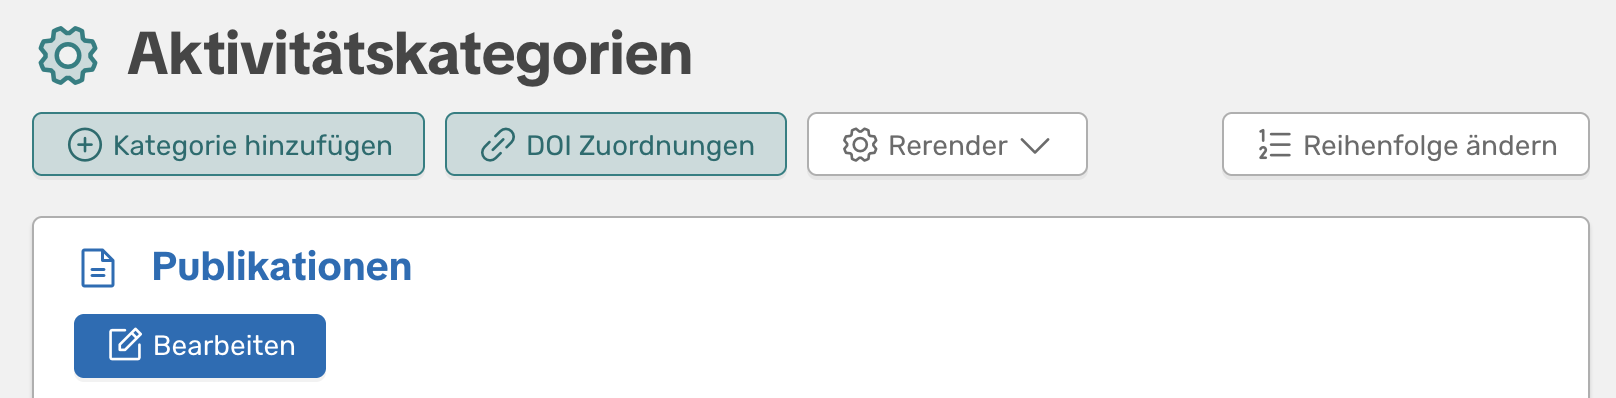 Aktivitätskategorien
Kategorie hinzufügen DOI Zuordnungen Rerender Reihenfolge ändern
Publikationen
Bearbeiten